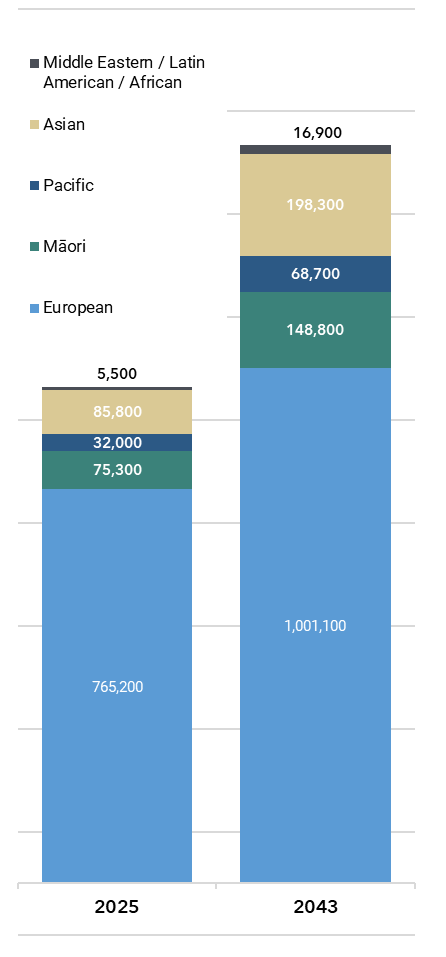 Middle Eastern / Latin
American / African
Asian
Pacific
Māori
European
5,500
85,800
32,000
75,300
765,200
16,900
198,300
68,700
148,800
1,001,100
2025
2043